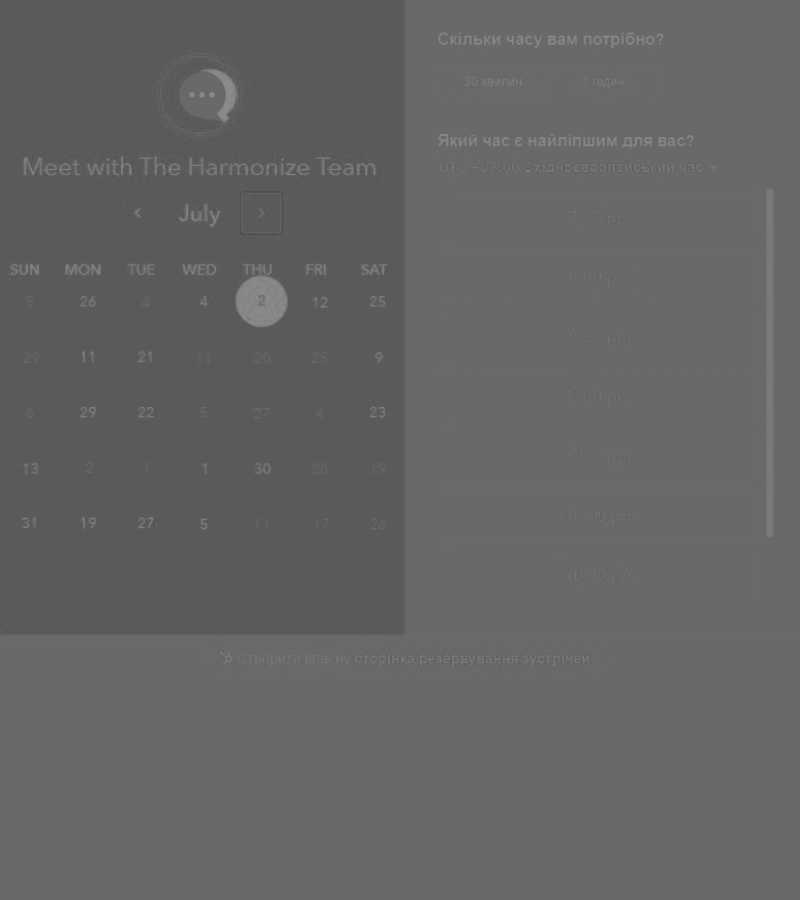 Meet with The Harmonize Team
July
SUN MON TUE WED THU FRI SAT
5 26 4 4 2 12 25
29 11 21 11 20 25 9
6 29 22 5 27 4 23
13 2 1 1 30 28 19
31 19 27 5 11 17 26
Скільки часу вам потрібно?
30 хвилин 1 годин
Який час є найліпшим для вас?
UTC +02:00 Східноєвропейський час
7:30 pm
8:30 pm
9:00 pm
9:30 pm
10:00 pm
10:30 pm
Створити власну сторінка резервування зустрічей